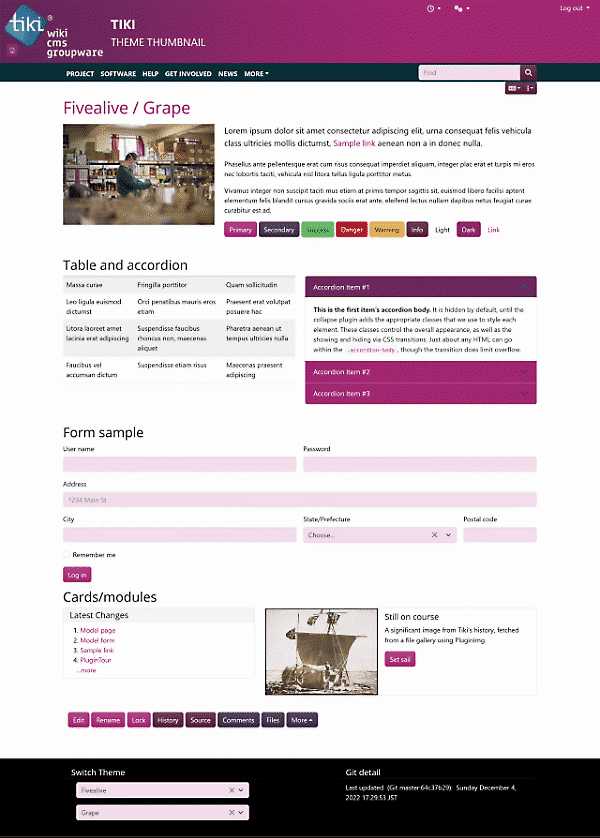 tiki®
wiki
cms
groupware
TIKI
THEME THUMBNAIL
Log out
PROJECT SOFTWARE HELP GET INVOLVED NEWS MORE
Find
Fivealive / Grape
Lorem ipsum dolor sit amet consectetur adipiscing elit, urna consequat felis vehicula
class ultricies mollis dictumst, Sample link aenean non a in donec nulla.
Phasellus ante pellentesque erat cum risus consequat imperdiet aliquam, integer plac erat et turpis mi eros
nec lobortis taciti, vehicula nisl litora tellus ligula porttitor metus.
Vivamus integer non suscipit taciti mus etiam at primis tempor sagittis sit, euismod libero facilisi aptent
elementum felis blandit cursus gravida sociis erat ante, eleifend lectus nullam dapibus netus feugiat curae
curabitur est ad.
Primary Secondary Success Danger Warning Info Light Dark Link
Table and accordion
Massa curae Fringilla porttitor Quam sollicitudin
Leo ligula euismod Orci penatibus mauris eros Praesent erat volutpat
dictumst etiam posuere hac
Litora laoreet amet Suspendisse faucibus Pharetra aenean ut
lacinia erat adipiscing rhoncus non, maecenas tempus ultricies nulla
aliquet
Faucibus vel Suspendisse etiam risus Maecenas praesent
accumsan dictum adipiscing
Accordion Item #1
This is the first item's accordion body. It is hidden by default, until the
collapse plugin adds the appropriate classes that we use to style each
element. These classes control the overall appearance, as well as the
showing and hiding via CSS transitions. Just about any HTML can go
within the .accordion-body, though the transition does limit overflow.
Accordion Item #2
Accordion Item #3
Form sample
User name Password
Address
1234 Main St
City State/Prefecture Postal code
Choose...
Remember me
Log in
Cards/modules
Latest Changes
1. Model page
2. Model form
3. Sample link
4. PluginTour
...more
Still on course
A significant image from Tiki's history, fetched
from a file gallery using PluginImg.
Set sail
Edit Rename Lock History Source Comments Files More
Switch Theme
Fivealive
Grape
Git detail
Last updated (Git master:64c37b29) Sunday December 4,
2022 17:29:53 JST